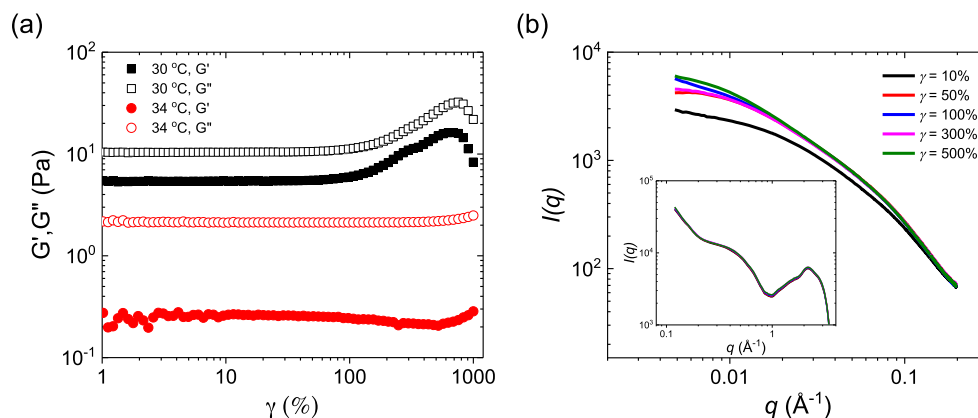 (a)
10²
10¹
10⁰
10⁻¹
G',G" (Pa)
30 °C, G'
30 °C, G"
34 °C, G'
34 °C, G"
1
10
100
1000
γ (%)
(b)
10⁴
10³
10²
I(q)
γ = 10%
γ = 50%
γ = 100%
γ = 300%
γ = 500%
10⁵
10⁴
10³
I(q)
0.1
1
q (Å⁻¹)
0.01
0.1
q (Å⁻¹)